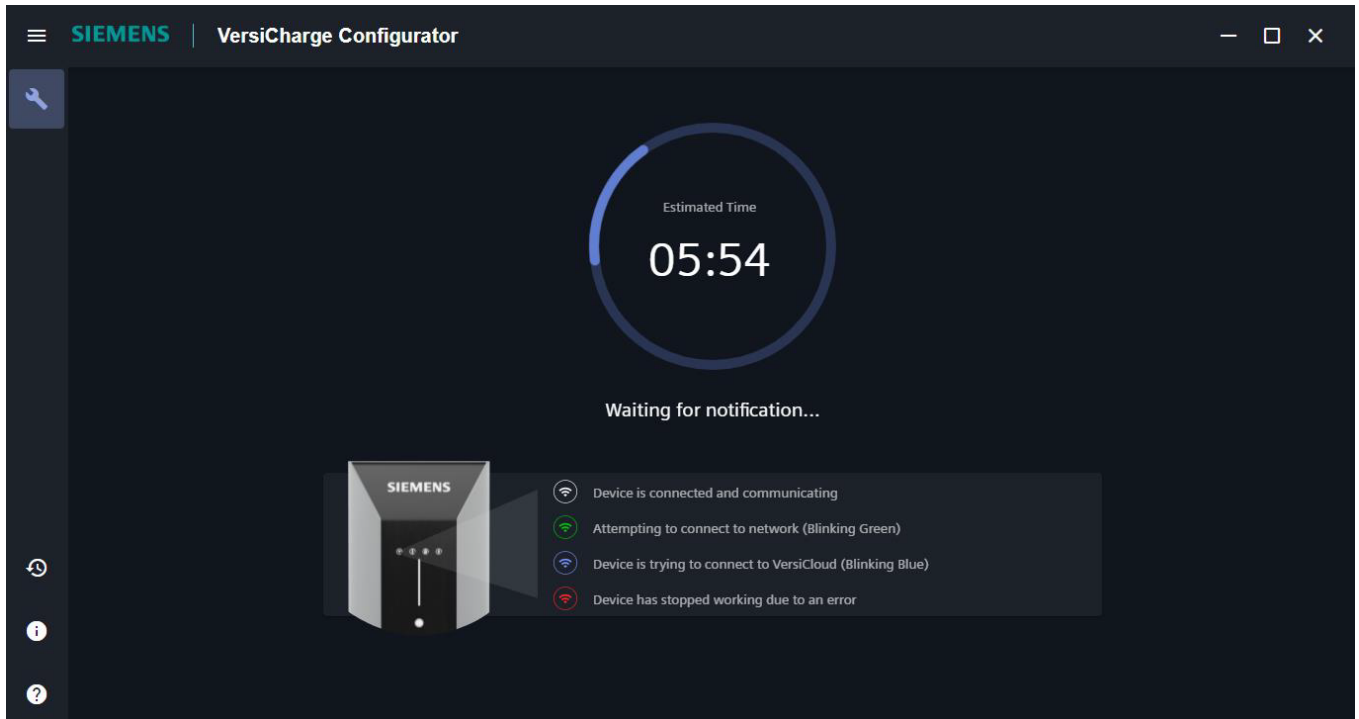 SIEMENS
VersiCharge Configurator
Estimated Time
05:54
Waiting for notification...
SIEMENS
Device is connected and communicating
Attempting to connect to network (Blinking Green)
Device is trying to connect to VersiCloud (Blinking Blue)
Device has stopped working due to an error